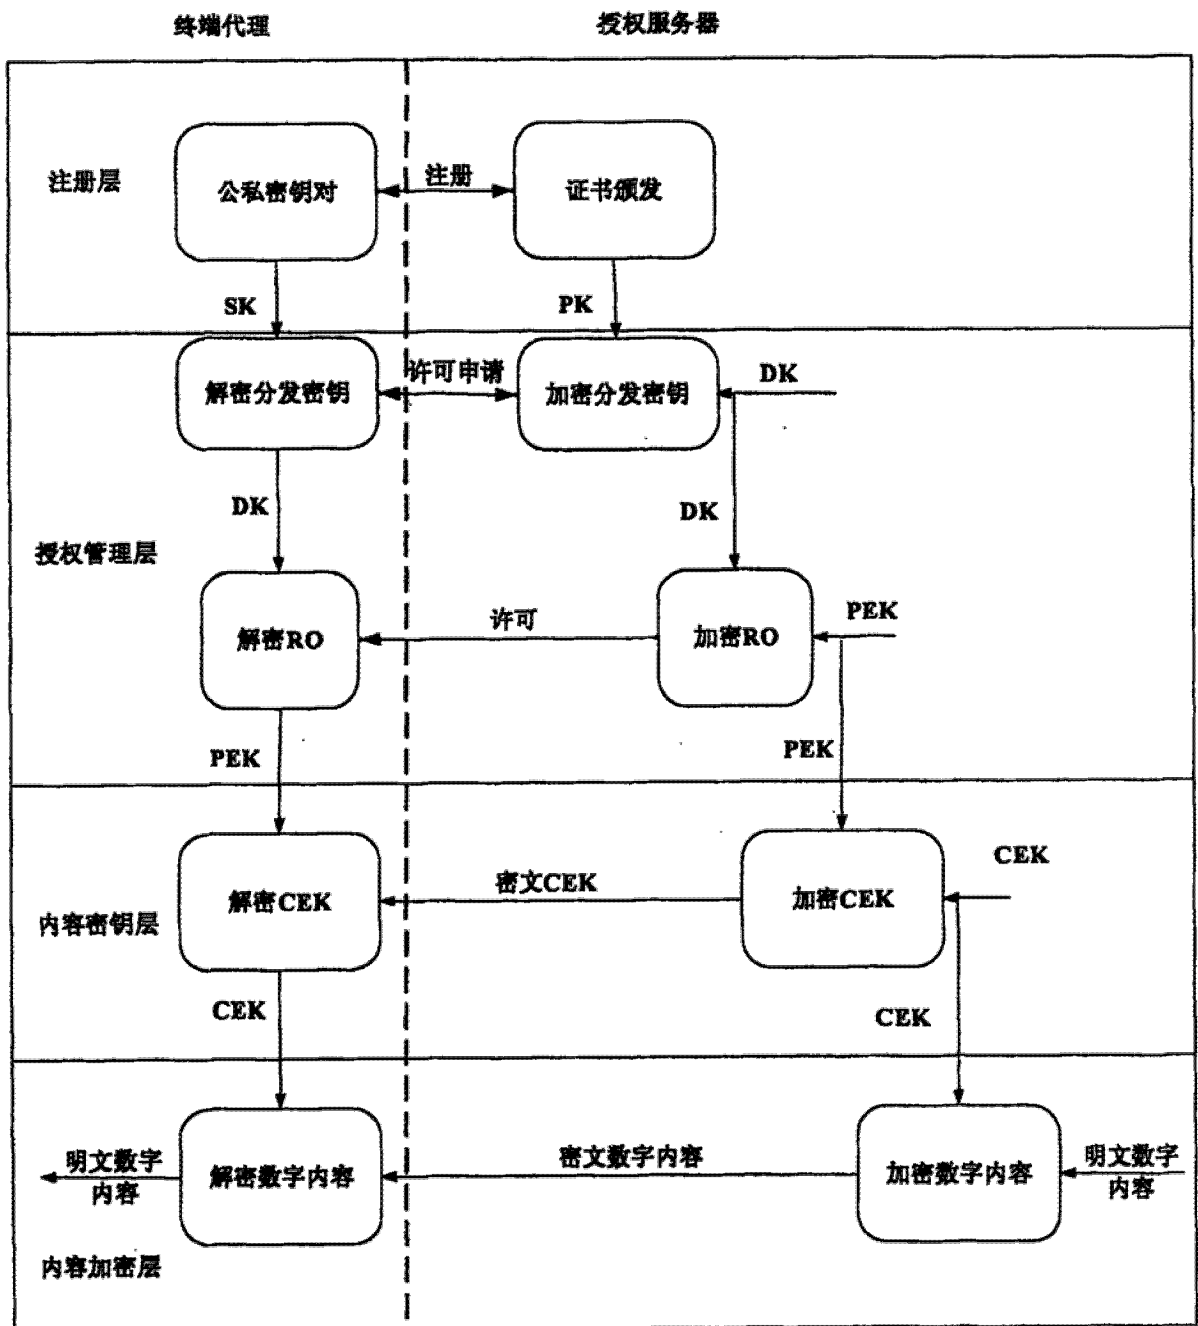 终端代理
授权服务器
注册层
公私密钥对
注册
证书颁发
SK
PK
解密分发密钥
许可申请
加密分发密钥
DK
DK
DK
授权管理层
解密RO
许可
加密RO
PEK
PEK
PEK
内容密钥层
解密CEK
密文CEK
加密CEK
CEK
CEK
CEK
明文数字
内容
解密数字内容
密文数字内容
加密数字内容
明文数字
内容
内容加密层